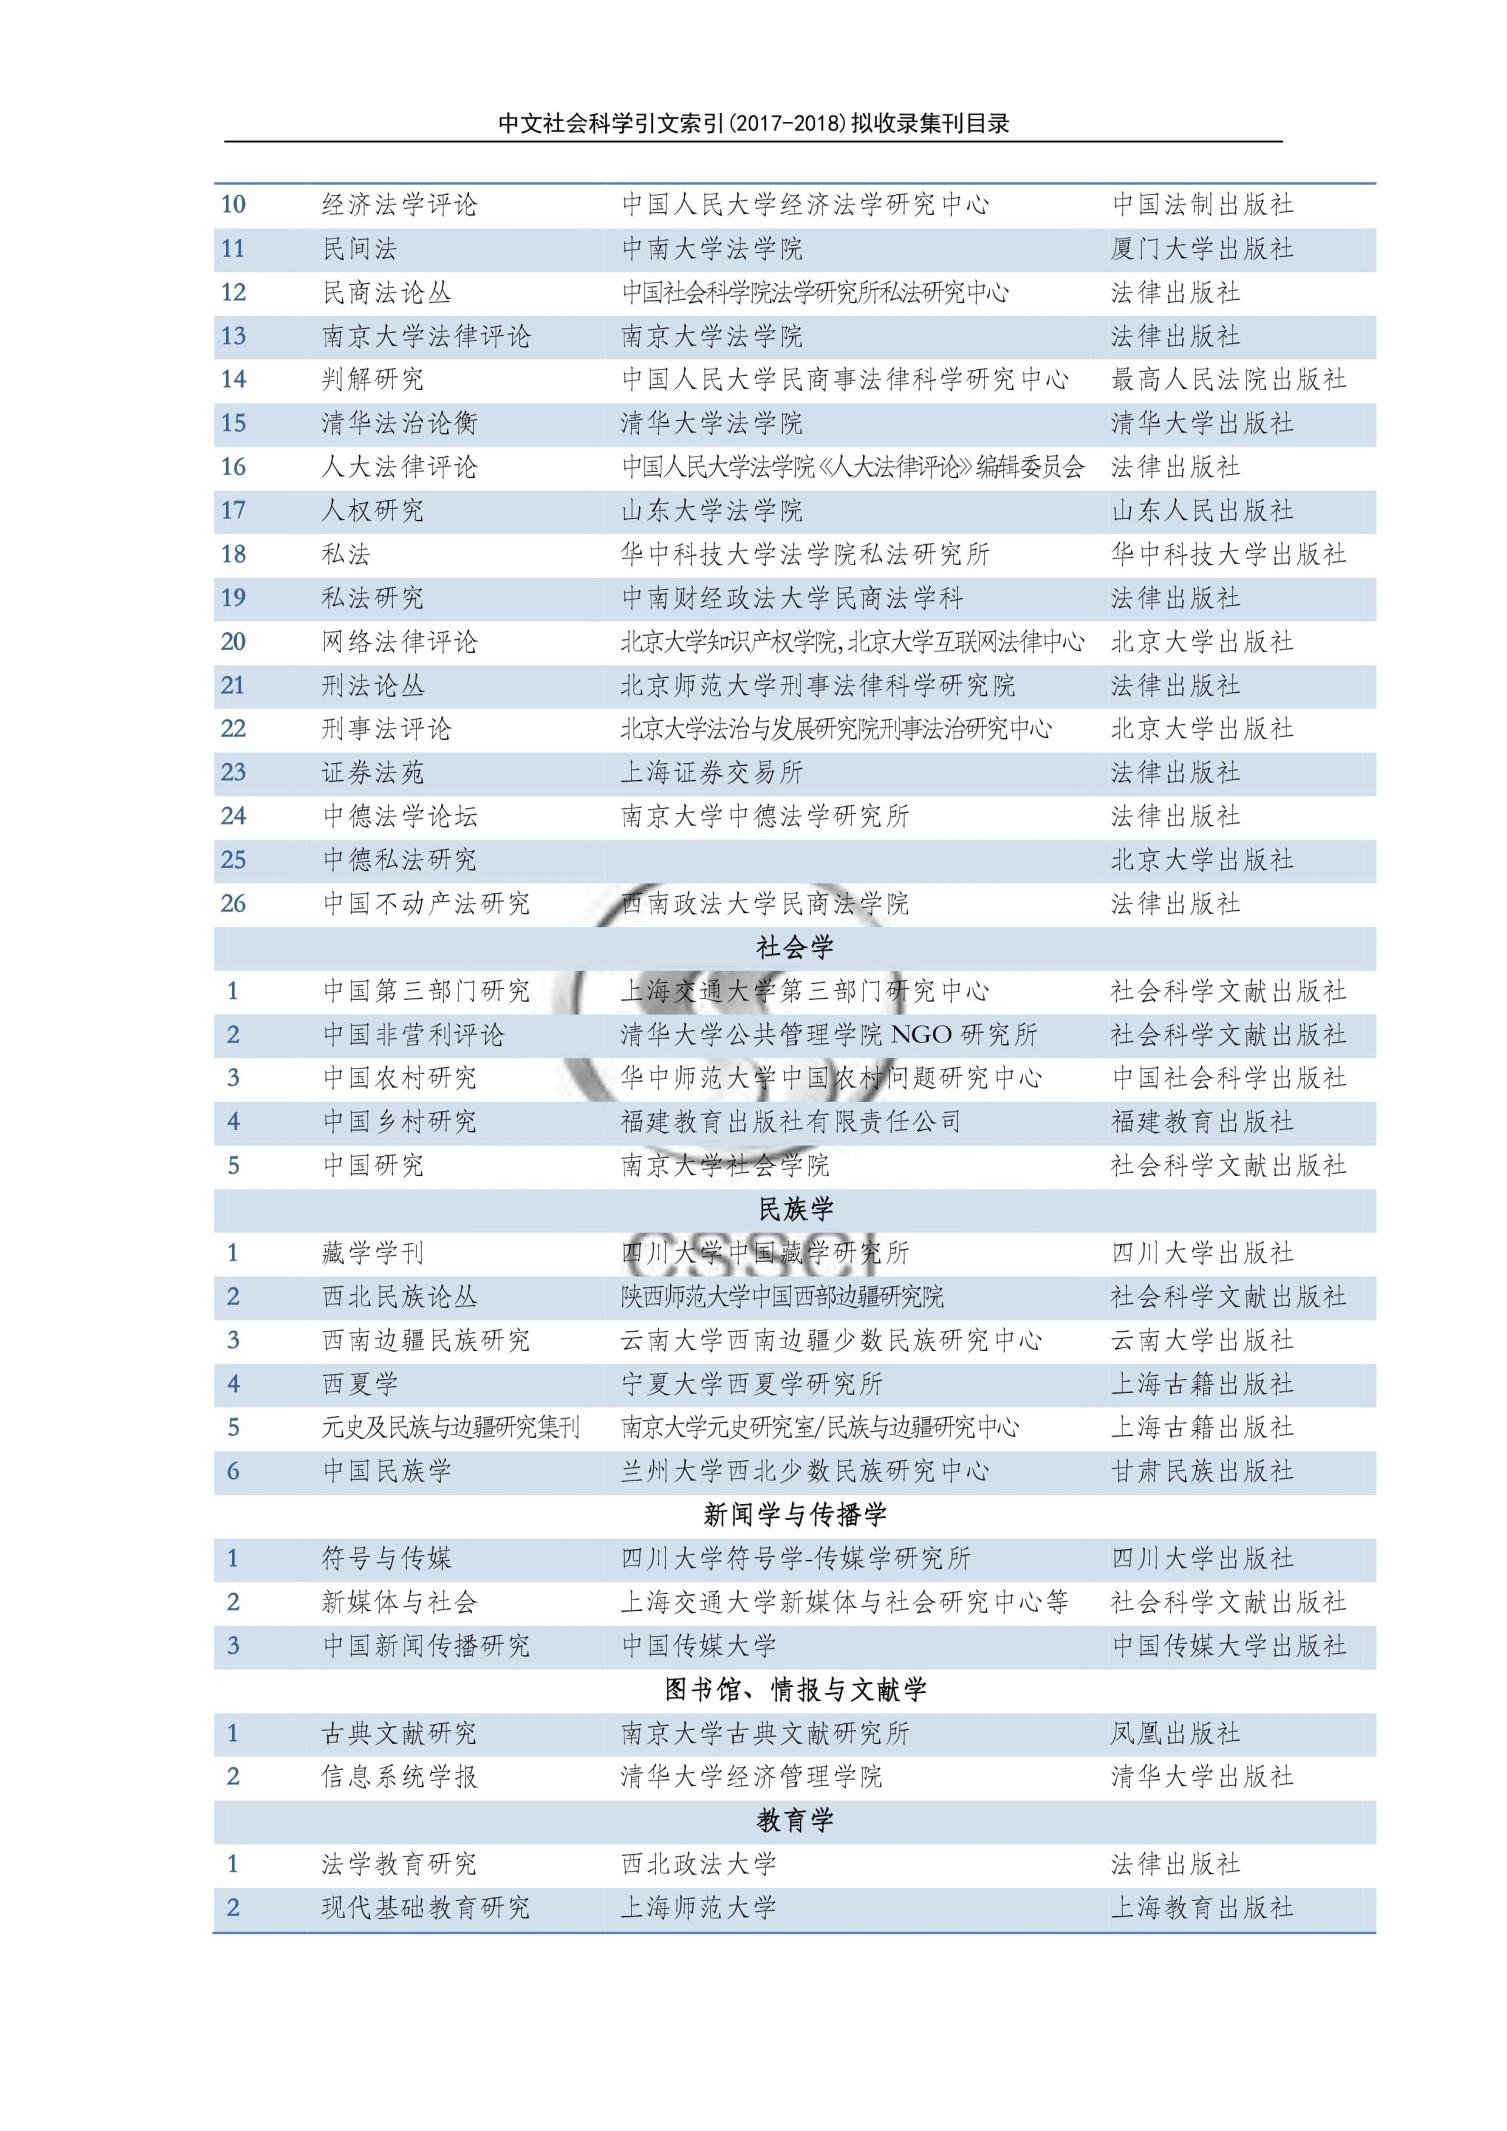 中文社会科学引文索引(2017-2018)拟收录集刊目录
10 经济法学评论 中国人民大学经济法学研究中心 中国法制出版社
11 民间法 中南大学法学院 厦门大学出版社
12 民商法论丛 中国社会科学院法学研究所私法研究中心 法律出版社
13 南京大学法律评论 南京大学法学院 法律出版社
14 判解研究 中国人民大学民商事法律科学研究中心 最高人民法院出版社
15 清华法治论衡 清华大学法学院 清华大学出版社
16 人大法律评论 中国人民大学法学院《人大法律评论》编辑委员会 法律出版社
17 人权研究 山东大学法学院 山东人民出版社
18 私法 华中科技大学法学院私法研究所 华中科技大学出版社
19 私法研究 中南财经政法大学民商法学科 法律出版社
20 网络法律评论 北京大学知识产权学院,北京大学互联网法律中心 北京大学出版社
21 刑法论丛 北京师范大学刑事法律科学研究院 法律出版社
22 刑事法评论 北京大学法治与发展研究院刑事法治研究中心 北京大学出版社
23 证券法苑 上海证券交易所 法律出版社
24 中德法学论坛 南京大学中德法学研究所 法律出版社
25 中德私法研究 北京大学出版社
26 中国不动产法研究 西南政法大学民商法学院 法律出版社
社会学
1 中国第三部门研究 上海交通大学第三部门研究中心 社会科学文献出版社
2 中国非营利评论 清华大学公共管理学院 NGO 研究所 社会科学文献出版社
3 中国农村研究 华中师范大学中国农村问题研究中心 中国社会科学出版社
4 中国乡村研究 福建教育出版社有限责任公司 福建教育出版社
5 中国研究 南京大学社会学院 社会科学文献出版社
民族学
1 藏学学刊 四川大学中国藏学研究所 四川大学出版社
2 西北民族论丛 陕西师范大学中国西部边疆研究院 社会科学文献出版社
3 西南边疆民族研究 云南大学西南边疆少数民族研究中心 云南大学出版社
4 西夏学 宁夏大学西夏学研究所 上海古籍出版社
5 元史及民族与边疆研究集刊 南京大学元史研究室/民族与边疆研究中心 上海古籍出版社
6 中国民族学 兰州大学西北少数民族研究中心 甘肃民族出版社
新闻学与传播学
1 符号与传媒 四川大学符号学-传媒学研究所 四川大学出版社
2 新媒体与社会 上海交通大学新媒体与社会研究中心等 社会科学文献出版社
3 中国新闻传播研究 中国传媒大学 中国传媒大学出版社
图书馆、情报与文献学
1 古典文献研究 南京大学古典文献研究所 凤凰出版社
2 信息系统学报 清华大学经济管理学院 清华大学出版社
教育学
1 法学教育研究 西北政法大学 法律出版社
2 现代基础教育研究 上海师范大学 上海教育出版社
CSSCI